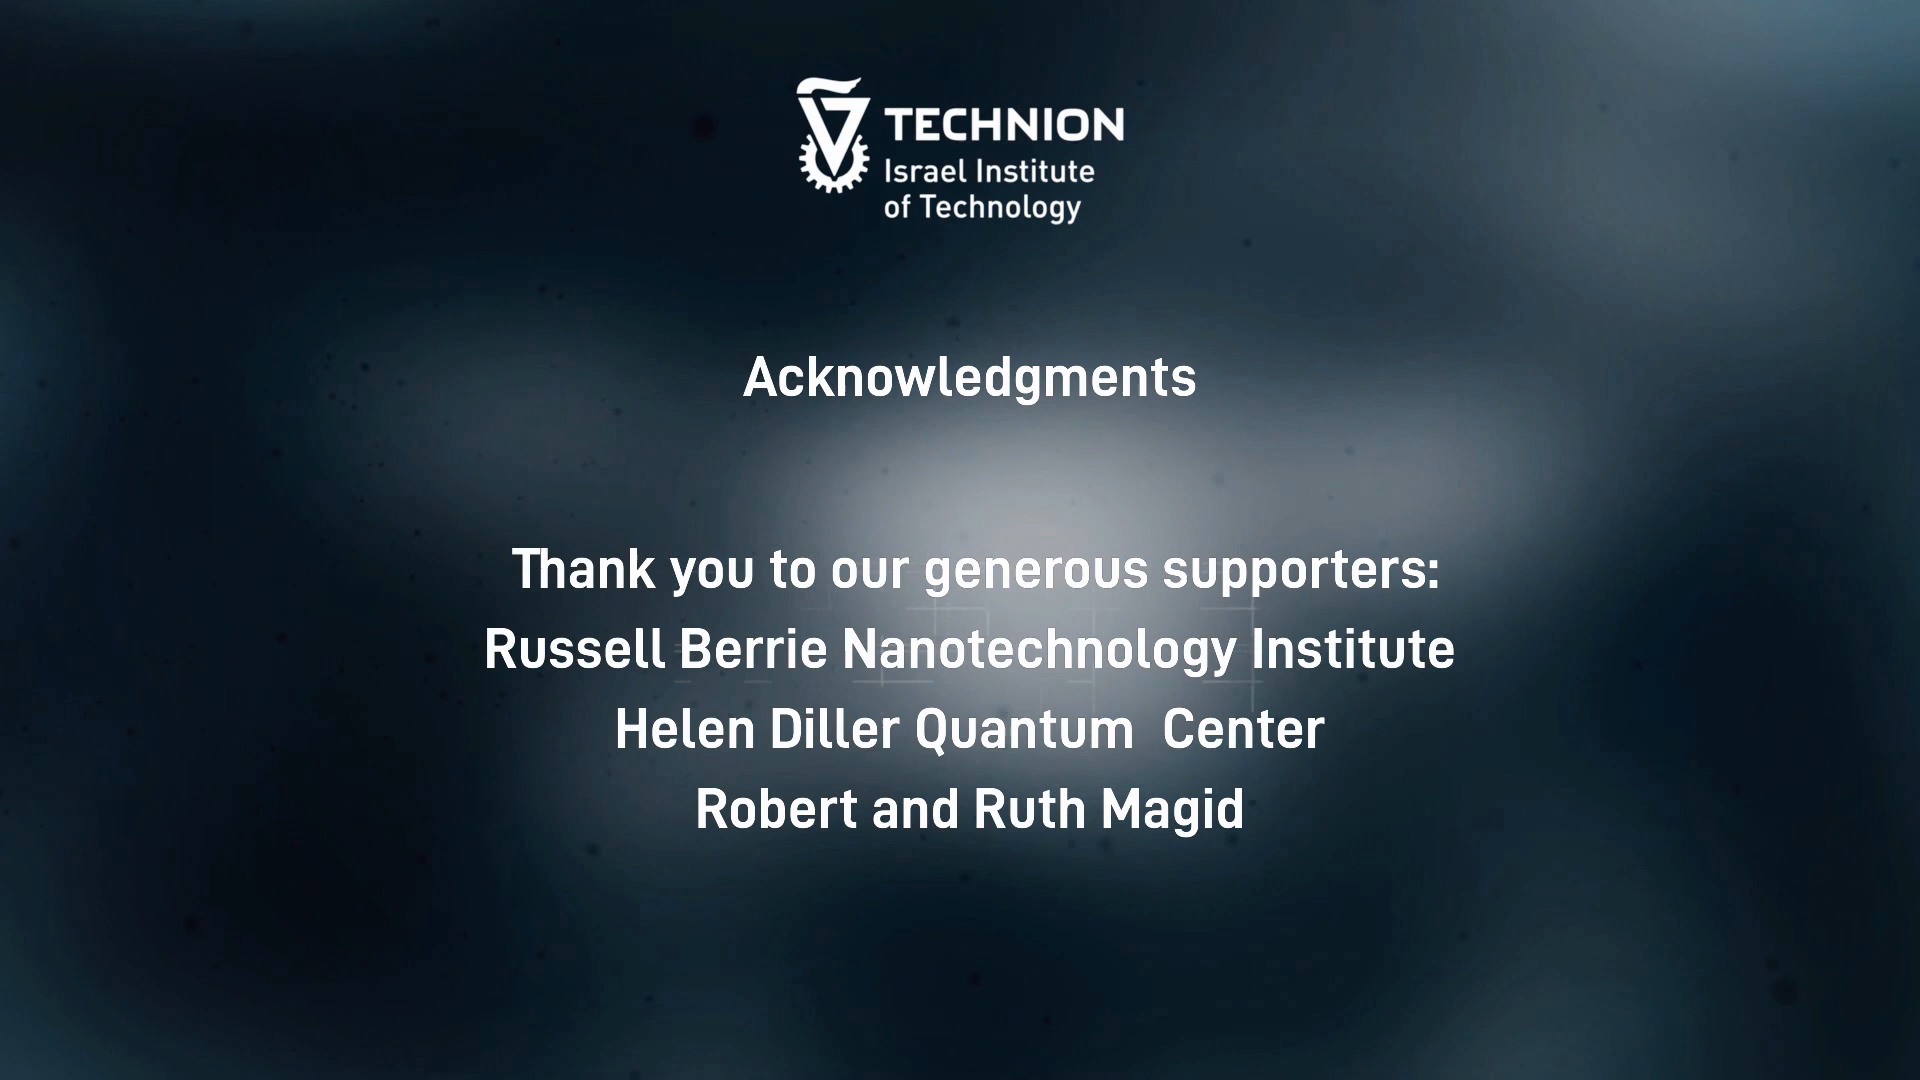 TECHNION
Israel Institute
of Technology
Acknowledgments
Thank you to our generous supporters:
Russell Berrie Nanotechnology Institute
Helen Diller Quantum  Center
Robert and Ruth Magid